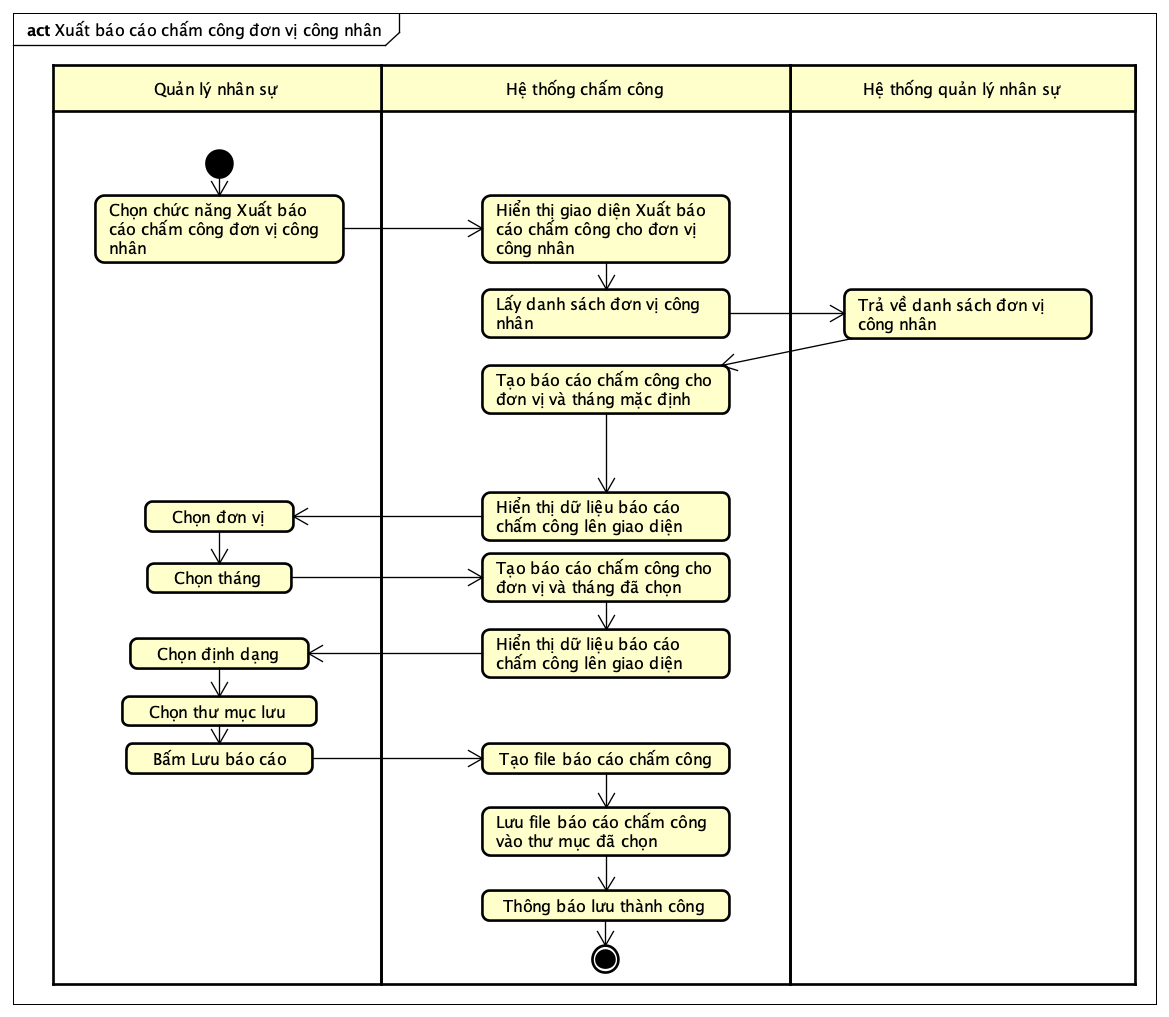 act Xuất báo cáo chấm công đơn vị công nhân
Quản lý nhân sự
Hệ thống chấm công
Hệ thống quản lý nhân sự
Chọn chức năng Xuất báo
cáo chấm công đơn vị công
nhân
Hiển thị giao diện Xuất báo
cáo chấm công cho đơn vị
công nhân
Lấy danh sách đơn vị công
nhân
Trả về danh sách đơn vị
công nhân
Tạo báo cáo chấm công cho
đơn vị và tháng mặc định
Hiển thị dữ liệu báo cáo
chấm công lên giao diện
Chọn đơn vị
Chọn tháng
Tạo báo cáo chấm công cho
đơn vị và tháng đã chọn
Hiển thị dữ liệu báo cáo
chấm công lên giao diện
Chọn định dạng
Chọn thư mục lưu
Bấm Lưu báo cáo
Tạo file báo cáo chấm công
Lưu file báo cáo chấm công
vào thư mục đã chọn
Thông báo lưu thành công